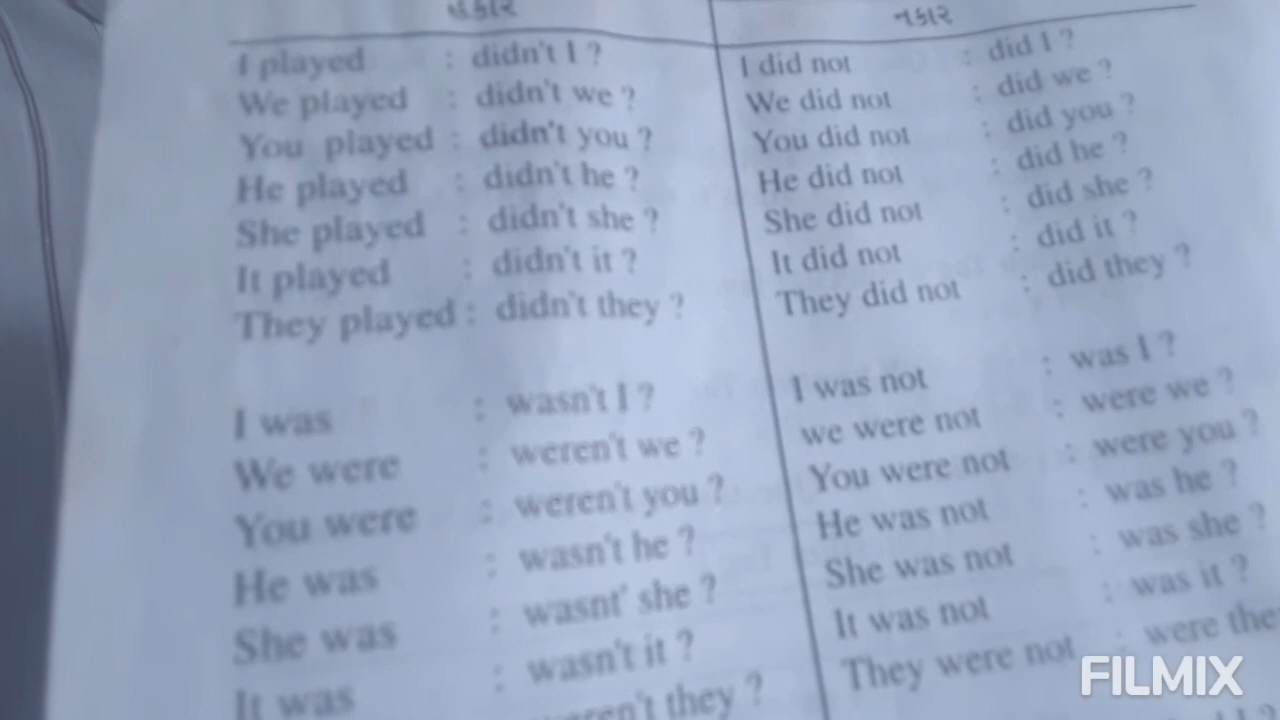 હકાર નકાર
I played : didn't I ? I did not : did I ?
We played : didn't we ? We did not : did we ?
You played : didn't you ? You did not : did you ?
He played : didn't he ? He did not : did he ?
She played : didn't she ? She did not : did she ?
It played : didn't it ? It did not : did it ?
They played : didn't they ? They did not : did they ?
I was : wasn't I ? I was not : was I ?
We were : weren't we ? we were not : were we ?
You were : weren't you ? You were not : were you ?
He was : wasn't he ? He was not : was he ?
She was : wasnt' she ? She was not : was she ?
It was : wasn't it ? It was not : was it ?
they ? They were not : were
FILMIX